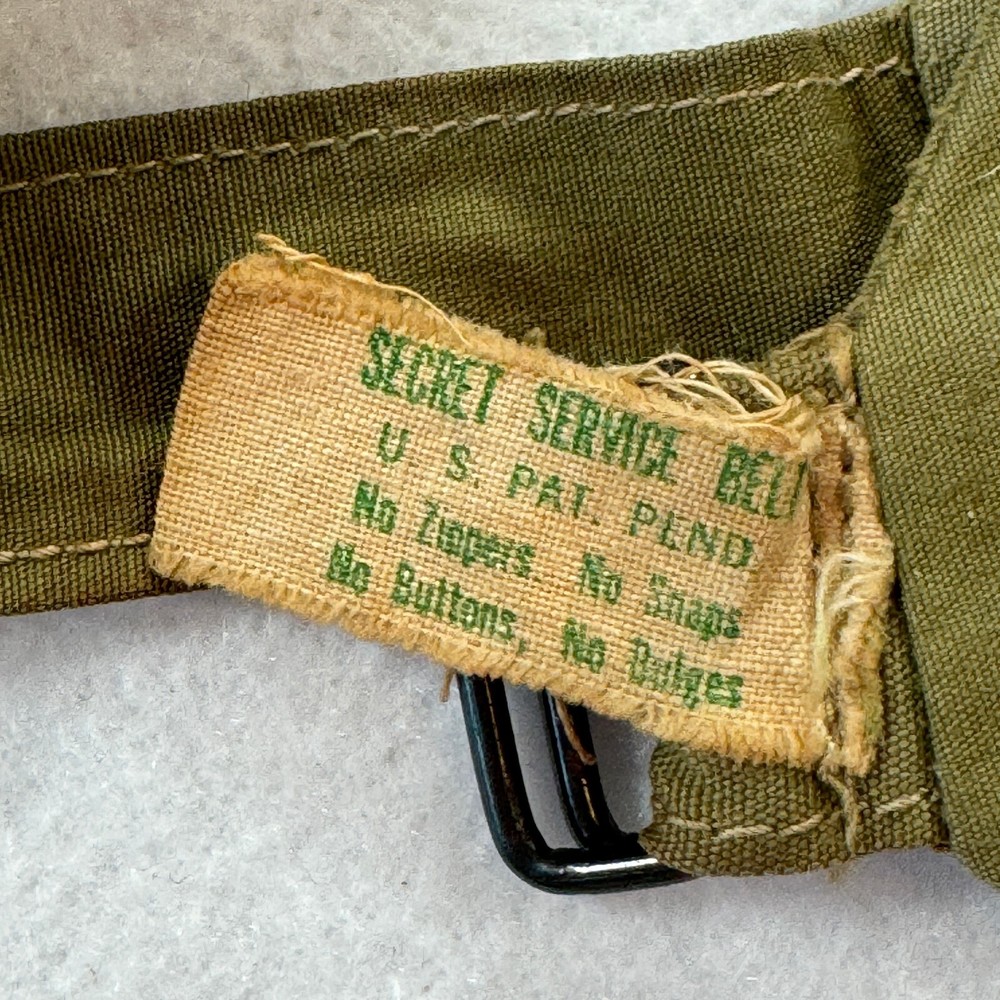 SECRET SERVICE BELT
U. S. PAT. PEND
No Zippers. No Snaps
No Buttons, No Bulges